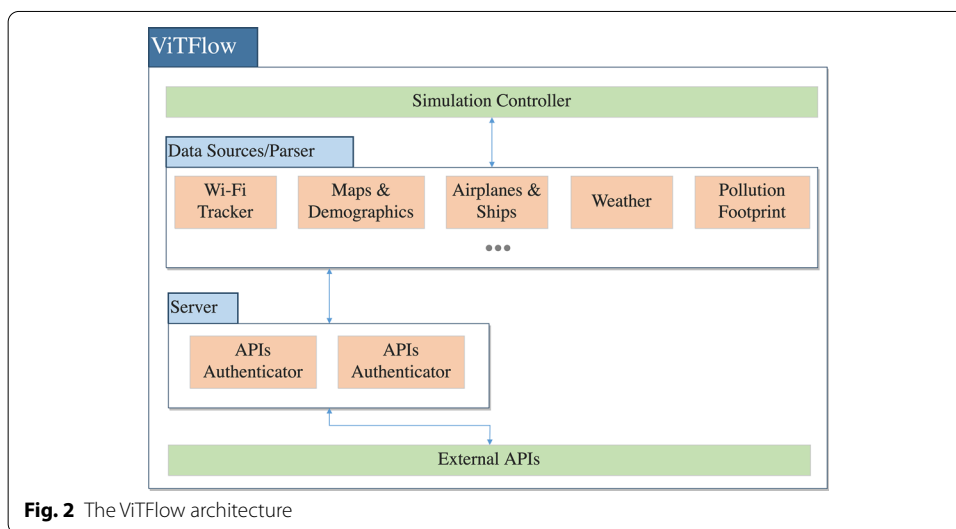 ViTFlow
Simulation Controller
Data Sources/Parser
Wi-Fi
Tracker
Maps &
Demographics
Airplanes &
Ships
Weather
Pollution
Footprint
Server
APIs
Authenticator
APIs
Authenticator
External APIs
Fig. 2 The ViTFlow architecture